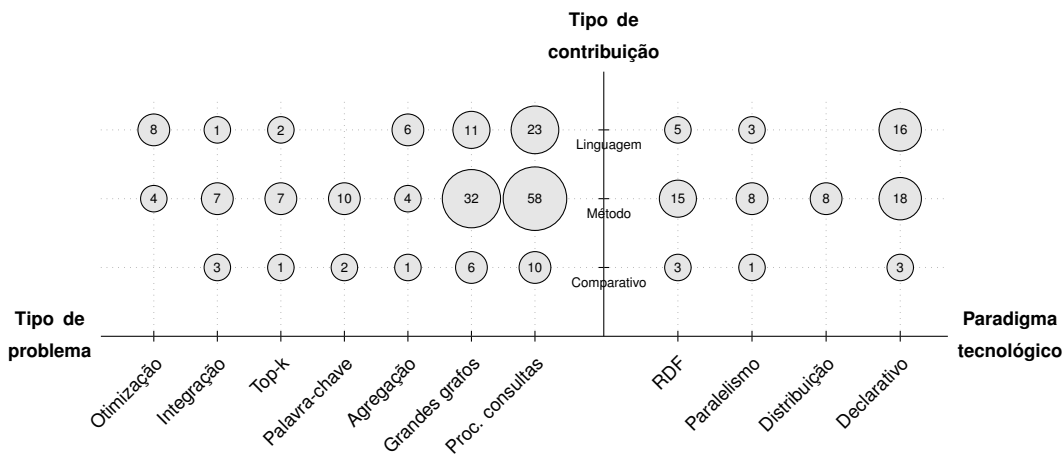 Tipo de
contribuição
8 1 2 6 11 23 5 3 16
Linguagem
4 7 7 10 4 32 58 15 8 8 18
Método
3 1 2 1 6 10 3 1 3
Comparativo
Tipo de
problema
Paradigma
tecnológico
Otimização
Integração
Top-k
Palavra-chave
Agregação
Grandes grafos
Proc. consultas
RDF
Paralelismo
Distribuição
Declarativo